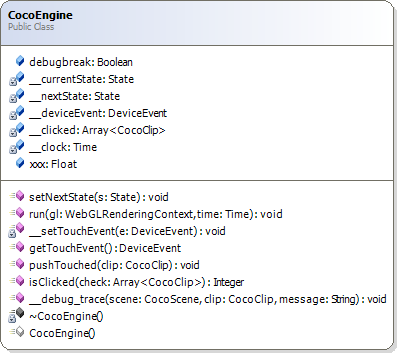 CocoEngine
Public Class
debugbreak: Boolean
__currentState: State
__nextState: State
__deviceEvent: DeviceEvent
__clicked: Array<CocoClip>
__clock: Time
xxx: Float
setNextState(s: State) : void
run(gl: WebGLRenderingContext,time: Time) : void
__setTouchEvent(e: DeviceEvent) : void
getTouchEvent() : DeviceEvent
pushTouched(clip: CocoClip) : void
isClicked(check: Array<CocoClip>) : Integer
__debug_trace(scene: CocoScene,clip: CocoClip, message: String) : void
~CocoEngine()
CocoEngine()